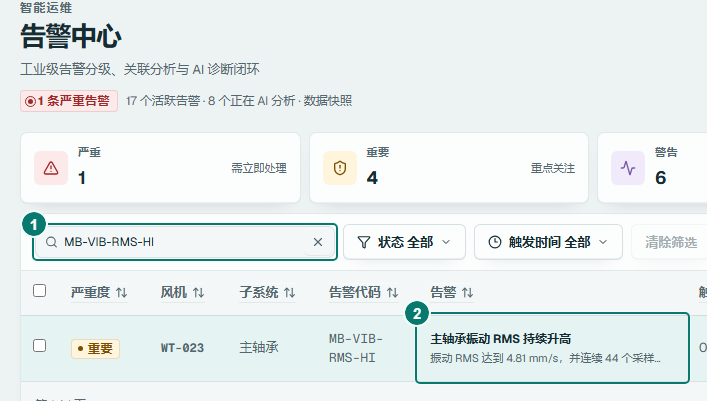 智能运维
告警中心
工业级告警分级、关联分析与 AI 诊断闭环
1 条严重告警 17 个活跃告警 · 8 个正在 AI 分析 · 数据快照
严重
1
需立即处理
重要
4
重点关注
警告
6
1
MB-VIB-RMS-HI
状态 全部
触发时间 全部
清除筛选
严重度 风机 子系统 告警代码 告警
2
重要 WT-023 主轴承
MB-VIB-
RMS-HI
主轴承振动 RMS 持续升高
振动 RMS 达到 4.81 mm/s，并连续 44 个采样...